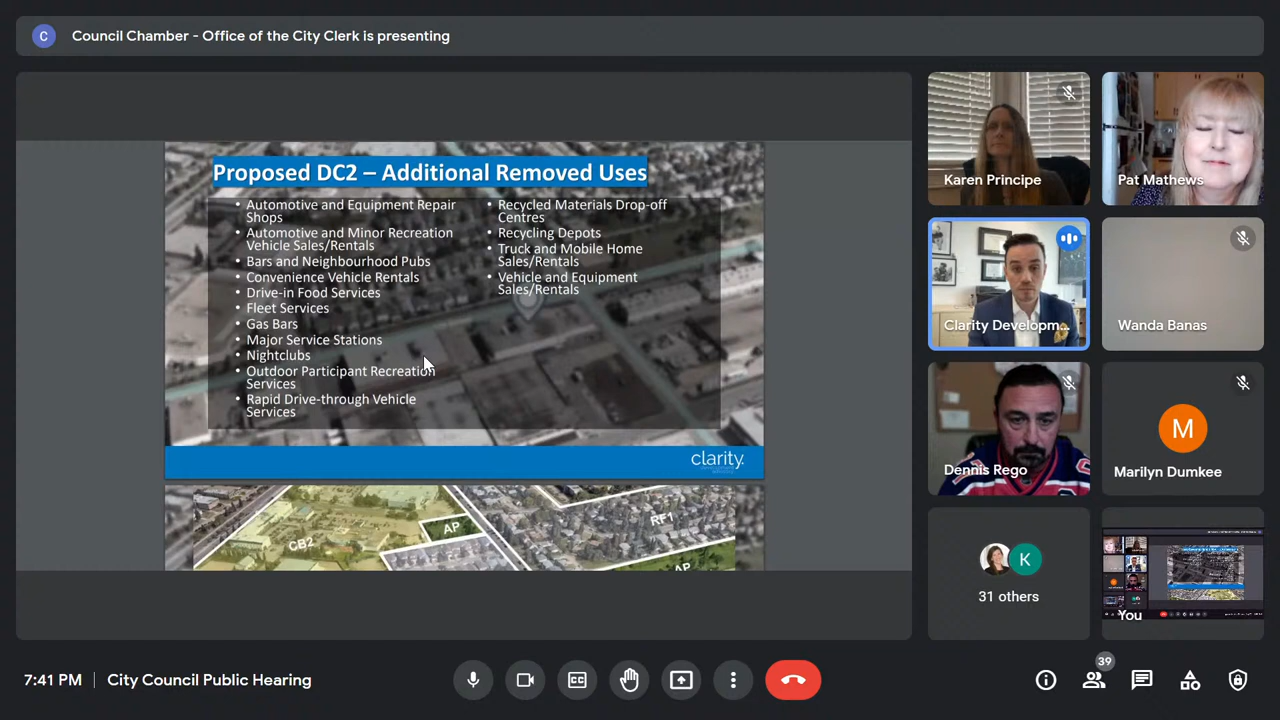 C
Council Chamber - Office of the City Clerk is presenting
Proposed DC2 – Additional Removed Uses
• Automotive and Equipment Repair
Shops
• Automotive and Minor Recreation
Vehicle Sales/Rentals
• Bars and Neighbourhood Pubs
• Convenience Vehicle Rentals
• Drive-in Food Services
• Fleet Services
• Gas Bars
• Major Service Stations
• Nightclubs
• Outdoor Participant Recreation
Services
• Rapid Drive-through Vehicle
Services
• Recycled Materials Drop-off
Centres
• Recycling Depots
• Truck and Mobile Home
Sales/Rentals
• Vehicle and Equipment
Sales/Rentals
clarity.
CB2
AP
RF1
AP
Karen Principe
Pat Mathews
Clarity Developm...
Wanda Banas
Dennis Rego
M
Marilyn Dumkee
K
31 others
You
7:41 PM
City Council Public Hearing
39